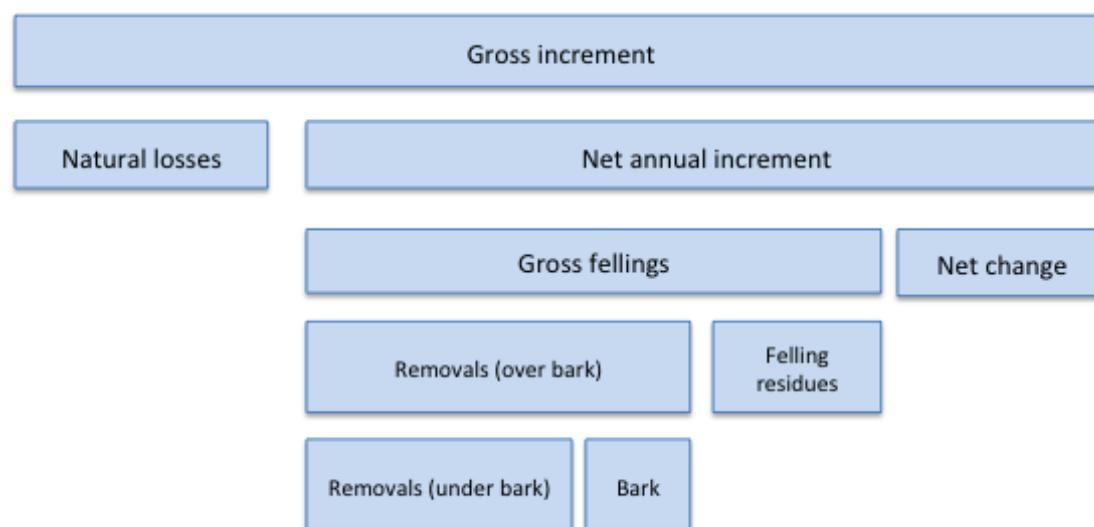 Gross increment
Natural losses
Net annual increment
Gross fellings
Net change
Removals (over bark)
Felling
residues
Removals (under bark)
Bark